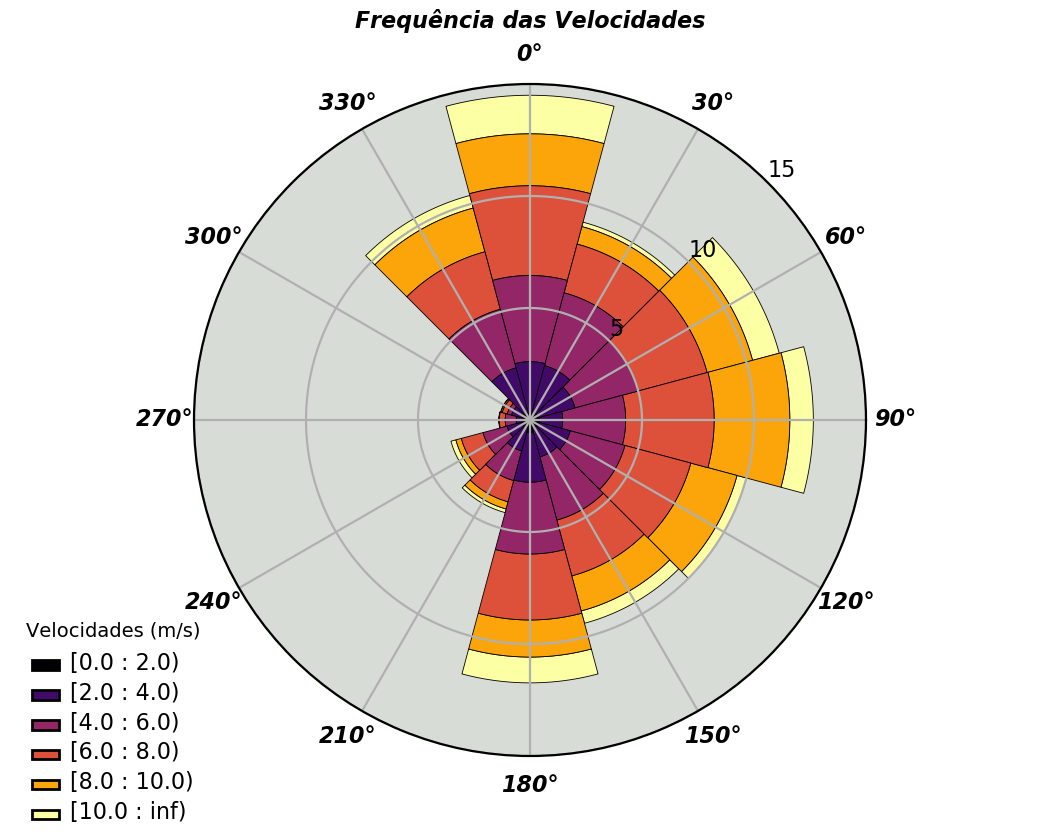 Frequência das Velocidades
0°
330°
30°
15
300°
10
60°
5
270°
90°
240°
120°
Velocidades (m/s)
[0.0 : 2.0)
[2.0 : 4.0)
[4.0 : 6.0)
210°
150°
[6.0 : 8.0)
[8.0 : 10.0)
180°
[10.0 : inf)